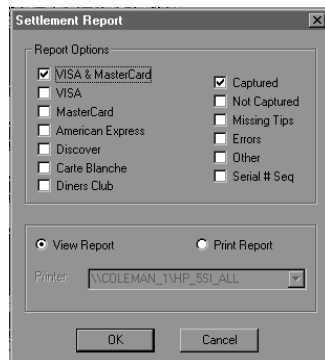 Settlement Report
Report Options
VISA & MasterCard
VISA
MasterCard
American Express
Discover
Carte Blanche
Diners Club
Captured
Not Captured
Missing Tips
Errors
Other
Serial # Seq
View Report
Print Report
Printer: \\COLEMAN_1\HP_5SI_ALL
OK
Cancel